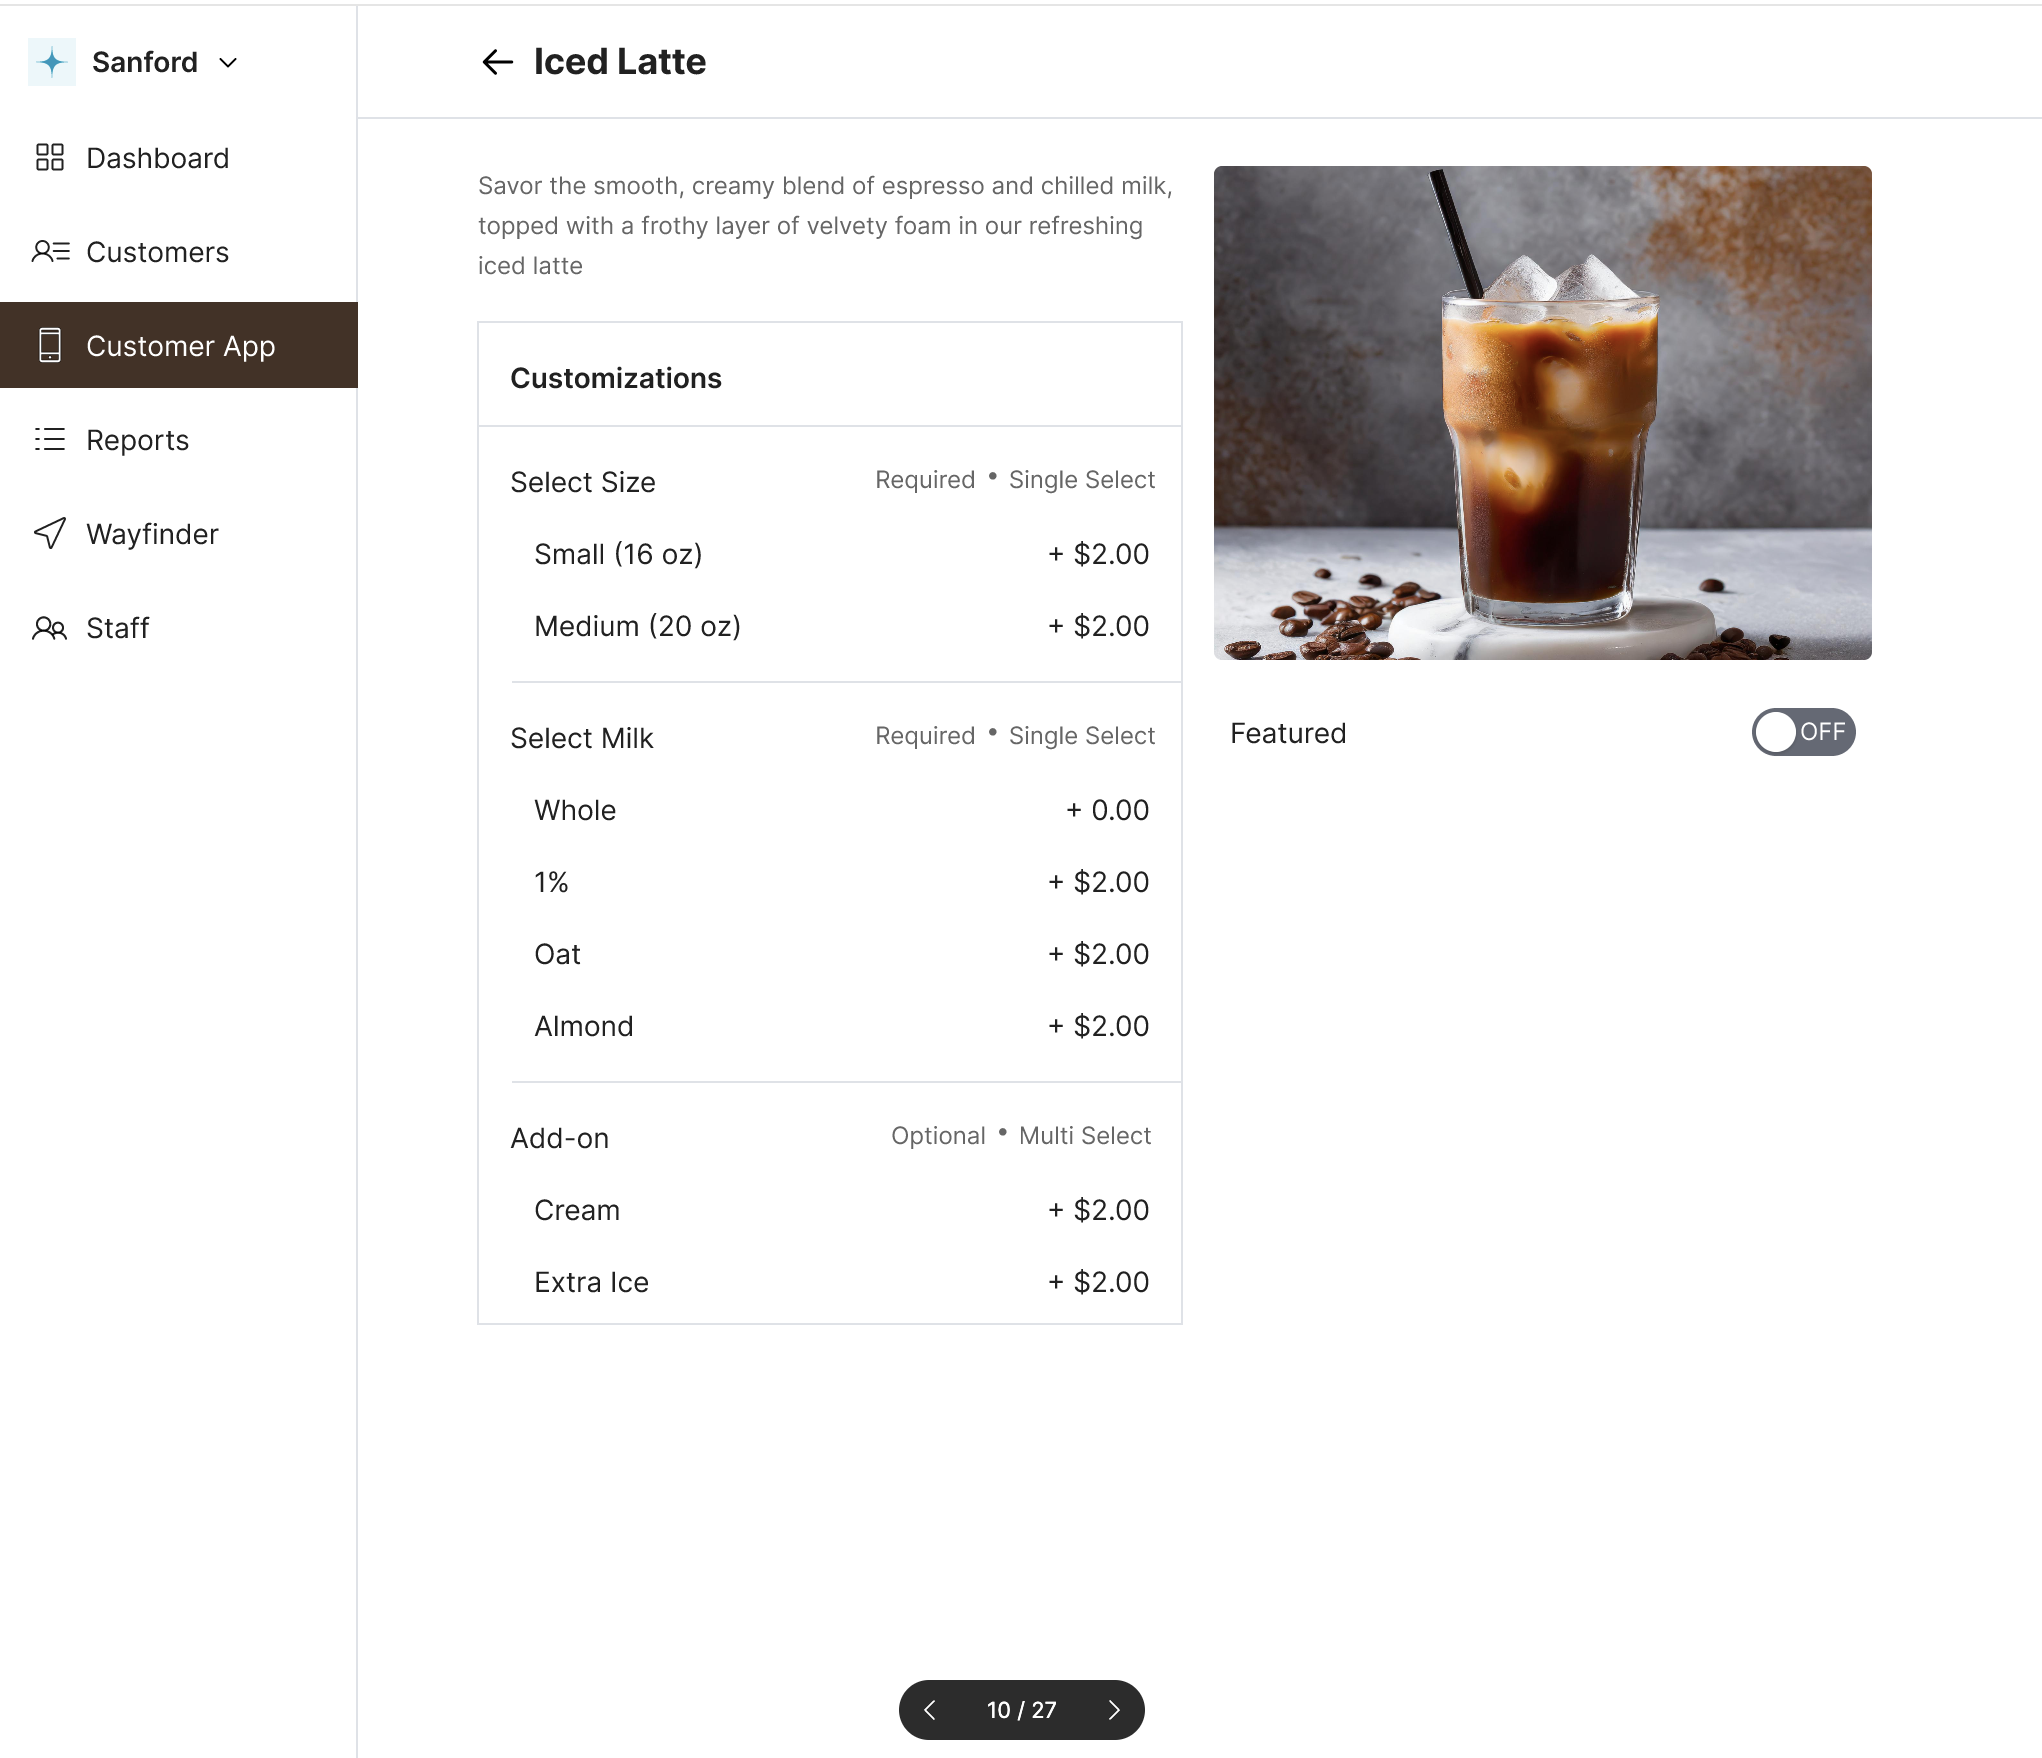 Sanford
Dashboard
Customers
Customer App
Reports
Wayfinder
Staff
Iced Latte
Savor the smooth, creamy blend of espresso and chilled milk,
topped with a frothy layer of velvety foam in our refreshing
iced latte
Customizations
Select Size Required • Single Select
Small (16 oz) + $2.00
Medium (20 oz) + $2.00
Select Milk Required • Single Select
Whole + 0.00
1% + $2.00
Oat + $2.00
Almond + $2.00
Add-on Optional • Multi Select
Cream + $2.00
Extra Ice + $2.00
Featured OFF
10 / 27